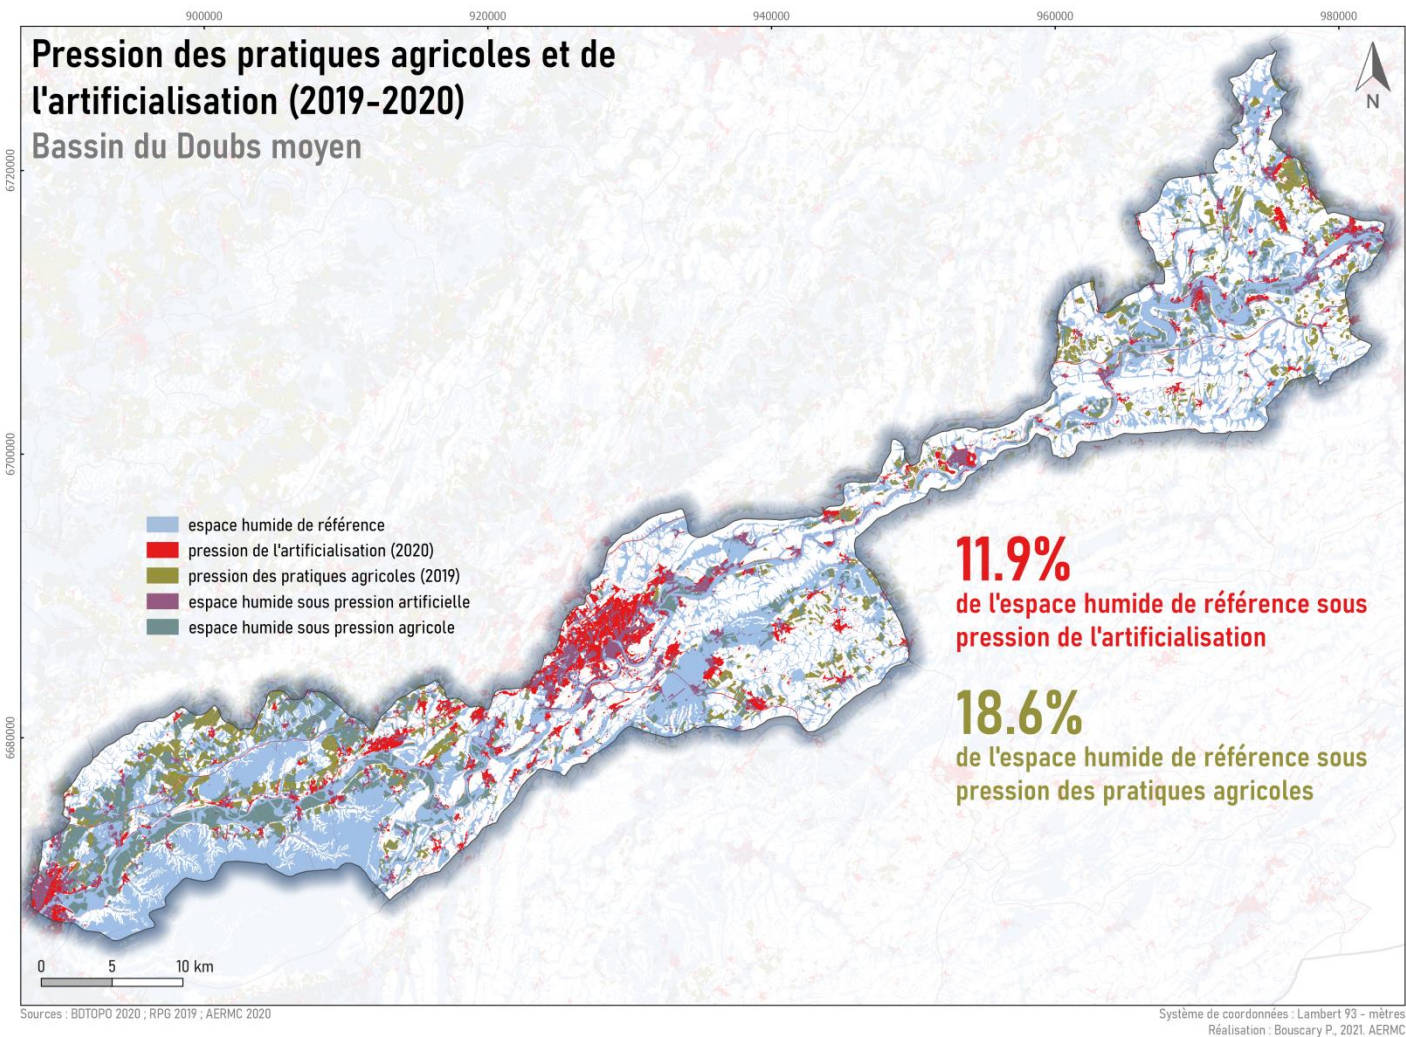 900000 920000 940000 960000 980000
Pression des pratiques agricoles et de
l'artificialisation (2019-2020)
Bassin du Doubs moyen
N
6720000
6700000
6680000
espace humide de référence
pression de l'artificialisation (2020)
pression des pratiques agricoles (2019)
espace humide sous pression artificielle
espace humide sous pression agricole
11.9%
de l'espace humide de référence sous
pression de l'artificialisation
18.6%
de l'espace humide de référence sous
pression des pratiques agricoles
0 5 10 km
Sources : BDTOPO 2020 ; RPG 2019 ; AERMC 2020
Système de coordonnées : Lambert 93 - mètres
Réalisation : Bouscary P., 2021. AERMC